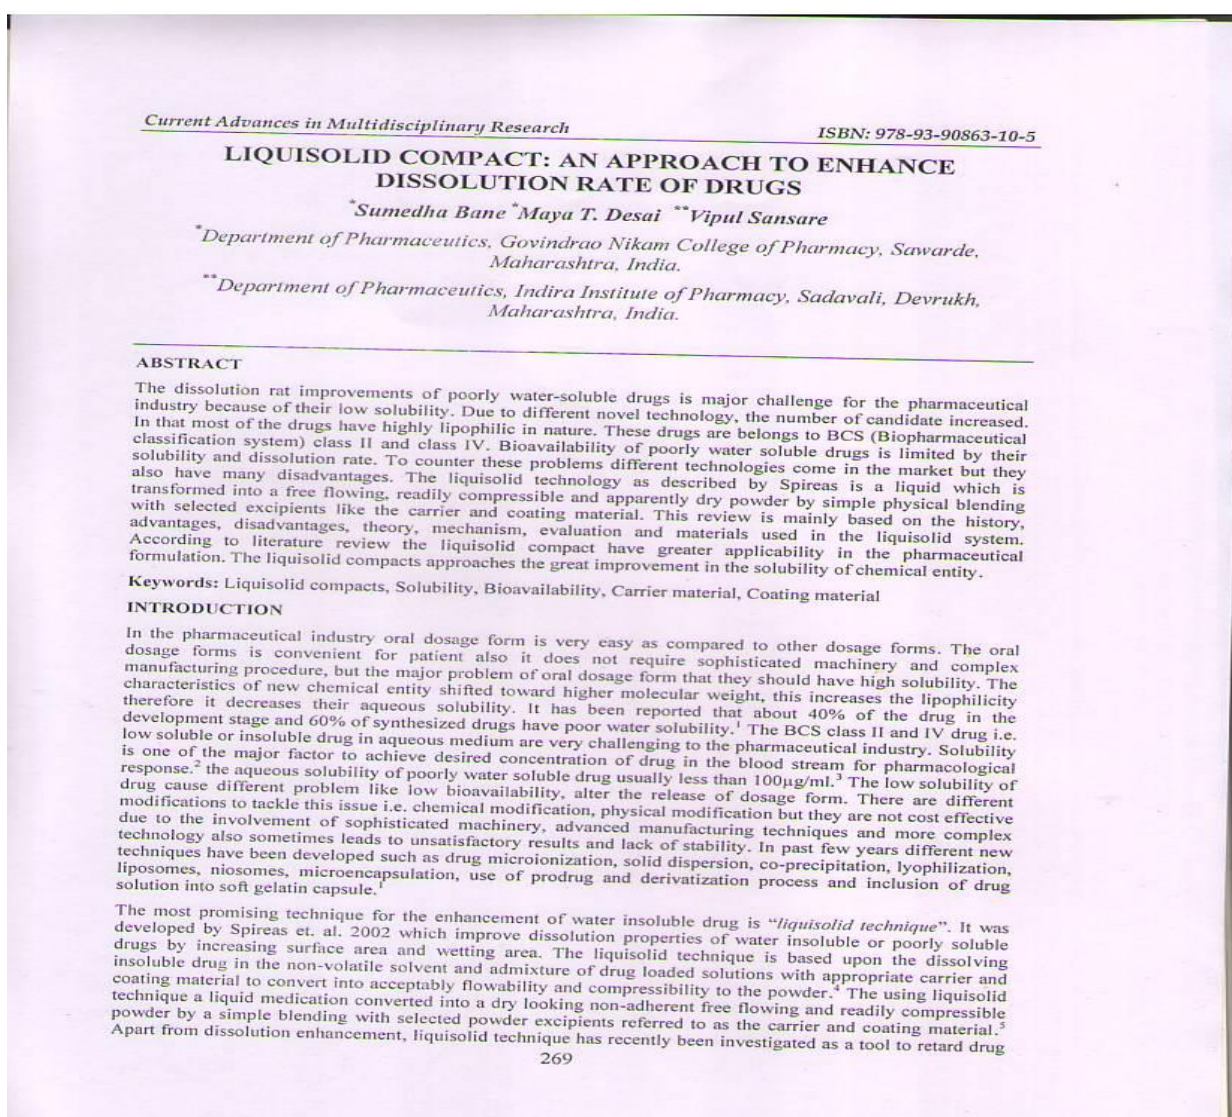 Current Advances in Multidisciplinary Research ISBN: 978-93-90863-10-5
LIQUISOLID COMPACT: AN APPROACH TO ENHANCE
DISSOLUTION RATE OF DRUGS
*Sumedha Bane *Maya T. Desai **Vipul Sansare
*Department of Pharmaceutics, Govindrao Nikam College of Pharmacy, Sawarde,
Maharashtra, India.
**Department of Pharmaceutics, Indira Institute of Pharmacy, Sadavali, Devrukh,
Maharashtra, India.
ABSTRACT
The dissolution rat improvements of poorly water-soluble drugs is major challenge for the pharmaceutical
industry because of their low solubility. Due to different novel technology, the number of candidate increased.
In that most of the drugs have highly lipophilic in nature. These drugs are belongs to BCS (Biopharmaceutical
classification system) class II and class IV. Bioavailability of poorly water soluble drugs is limited by their
solubility and dissolution rate. To counter these problems different technologies come in the market but they
also have many disadvantages. The liquisolid technology as described by Spireas is a liquid which is
transformed into a free flowing, readily compressible and apparently dry powder by simple physical blending
with selected excipients like the carrier and coating material. This review is mainly based on the history,
advantages, disadvantages, theory, mechanism, evaluation and materials used in the liquisolid system.
According to literature review the liquisolid compact have greater applicability in the pharmaceutical
formulation. The liquisolid compacts approaches the great improvement in the solubility of chemical entity.
Keywords: Liquisolid compacts, Solubility, Bioavailability, Carrier material, Coating material
INTRODUCTION
In the pharmaceutical industry oral dosage form is very easy as compared to other dosage forms. The oral
dosage forms is convenient for patient also it does not require sophisticated machinery and complex
manufacturing procedure, but the major problem of oral dosage form that they should have high solubility. The
characteristics of new chemical entity shifted toward higher molecular weight, this increases the lipophilicity
therefore it decreases their aqueous solubility. It has been reported that about 40% of the drug in the
development stage and 60% of synthesized drugs have poor water solubility.¹ The BCS class II and IV drug i.e.
low soluble or insoluble drug in aqueous medium are very challenging to the pharmaceutical industry. Solubility
is one of the major factor to achieve desired concentration of drug in the blood stream for pharmacological
response.² the aqueous solubility of poorly water soluble drug usually less than 100µg/ml.³ The low solubility of
drug cause different problem like low bioavailability, alter the release of dosage form. There are different
modifications to tackle this issue i.e. chemical modification, physical modification but they are not cost effective
due to the involvement of sophisticated machinery, advanced manufacturing techniques and more complex
technology also sometimes leads to unsatisfactory results and lack of stability. In past few years different new
techniques have been developed such as drug microionization, solid dispersion, co-precipitation, lyophilization,
liposomes, niosomes, microencapsulation, use of prodrug and derivatization process and inclusion of drug
solution into soft gelatin capsule.¹
The most promising technique for the enhancement of water insoluble drug is “liquisolid technique”. It was
developed by Spireas et. al. 2002 which improve dissolution properties of water insoluble or poorly soluble
drugs by increasing surface area and wetting area. The liquisolid technique is based upon the dissolving
insoluble drug in the non-volatile solvent and admixture of drug loaded solutions with appropriate carrier and
coating material to convert into acceptably flowability and compressibility to the powder.⁴ The using liquisolid
technique a liquid medication converted into a dry looking non-adherent free flowing and readily compressible
powder by a simple blending with selected powder excipients referred to as the carrier and coating material.⁵
Apart from dissolution enhancement, liquisolid technique has recently been investigated as a tool to retard drug
269